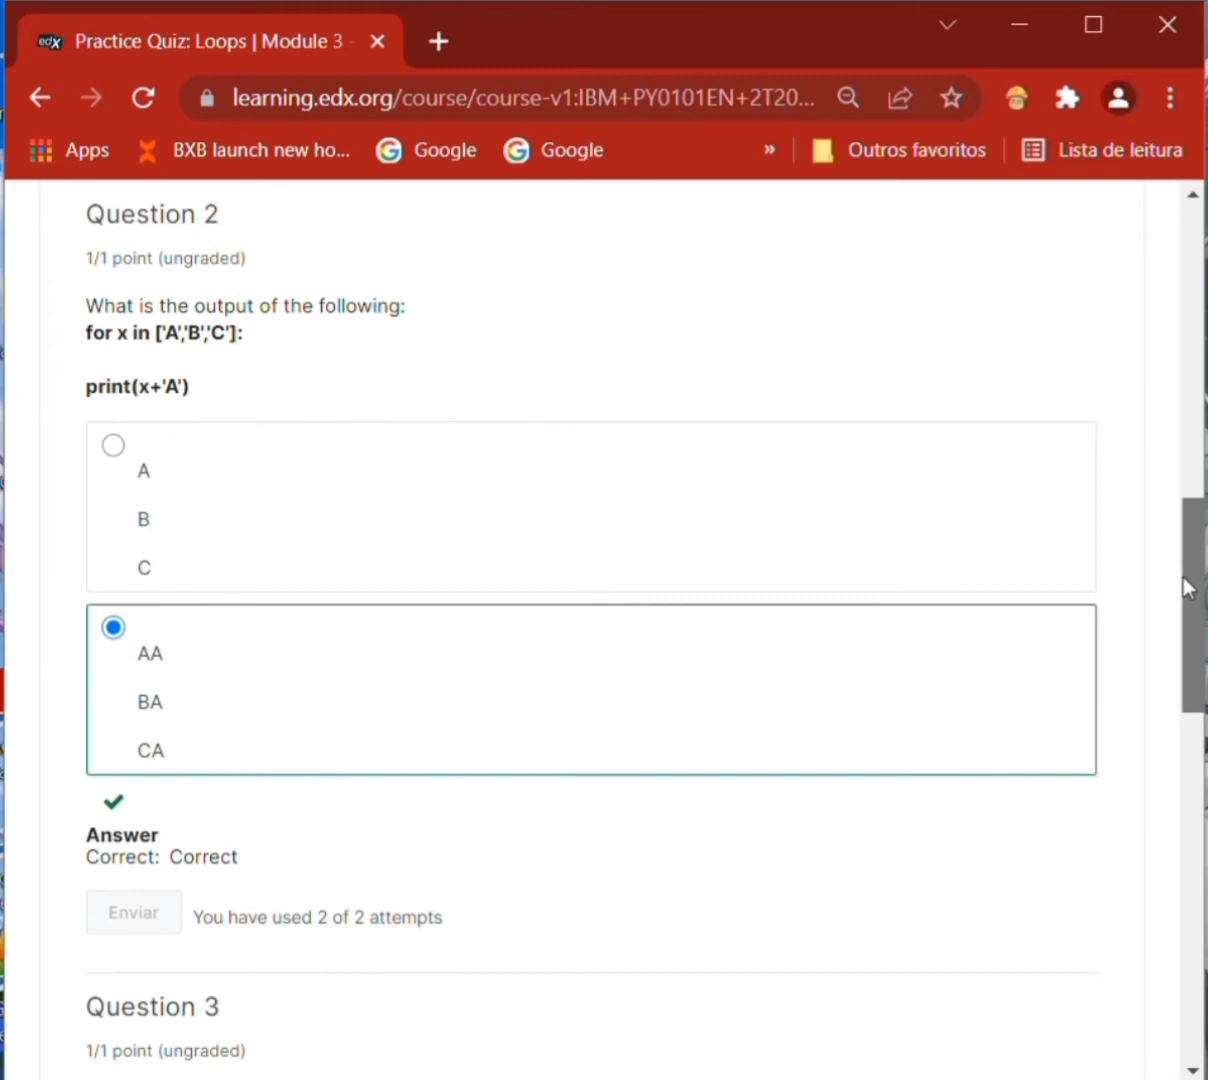 edX Practice Quiz: Loops | Module 3
learning.edx.org/course/course-v1:IBM+PY0101EN+2T20...
Apps BXB launch new ho... Google Google » Outros favoritos Lista de leitura
Question 2
1/1 point (ungraded)
What is the output of the following:
for x in ['A','B','C']:
print(x+'A')
A
B
C
AA
BA
CA
Answer
Correct: Correct
Enviar You have used 2 of 2 attempts
Question 3
1/1 point (ungraded)